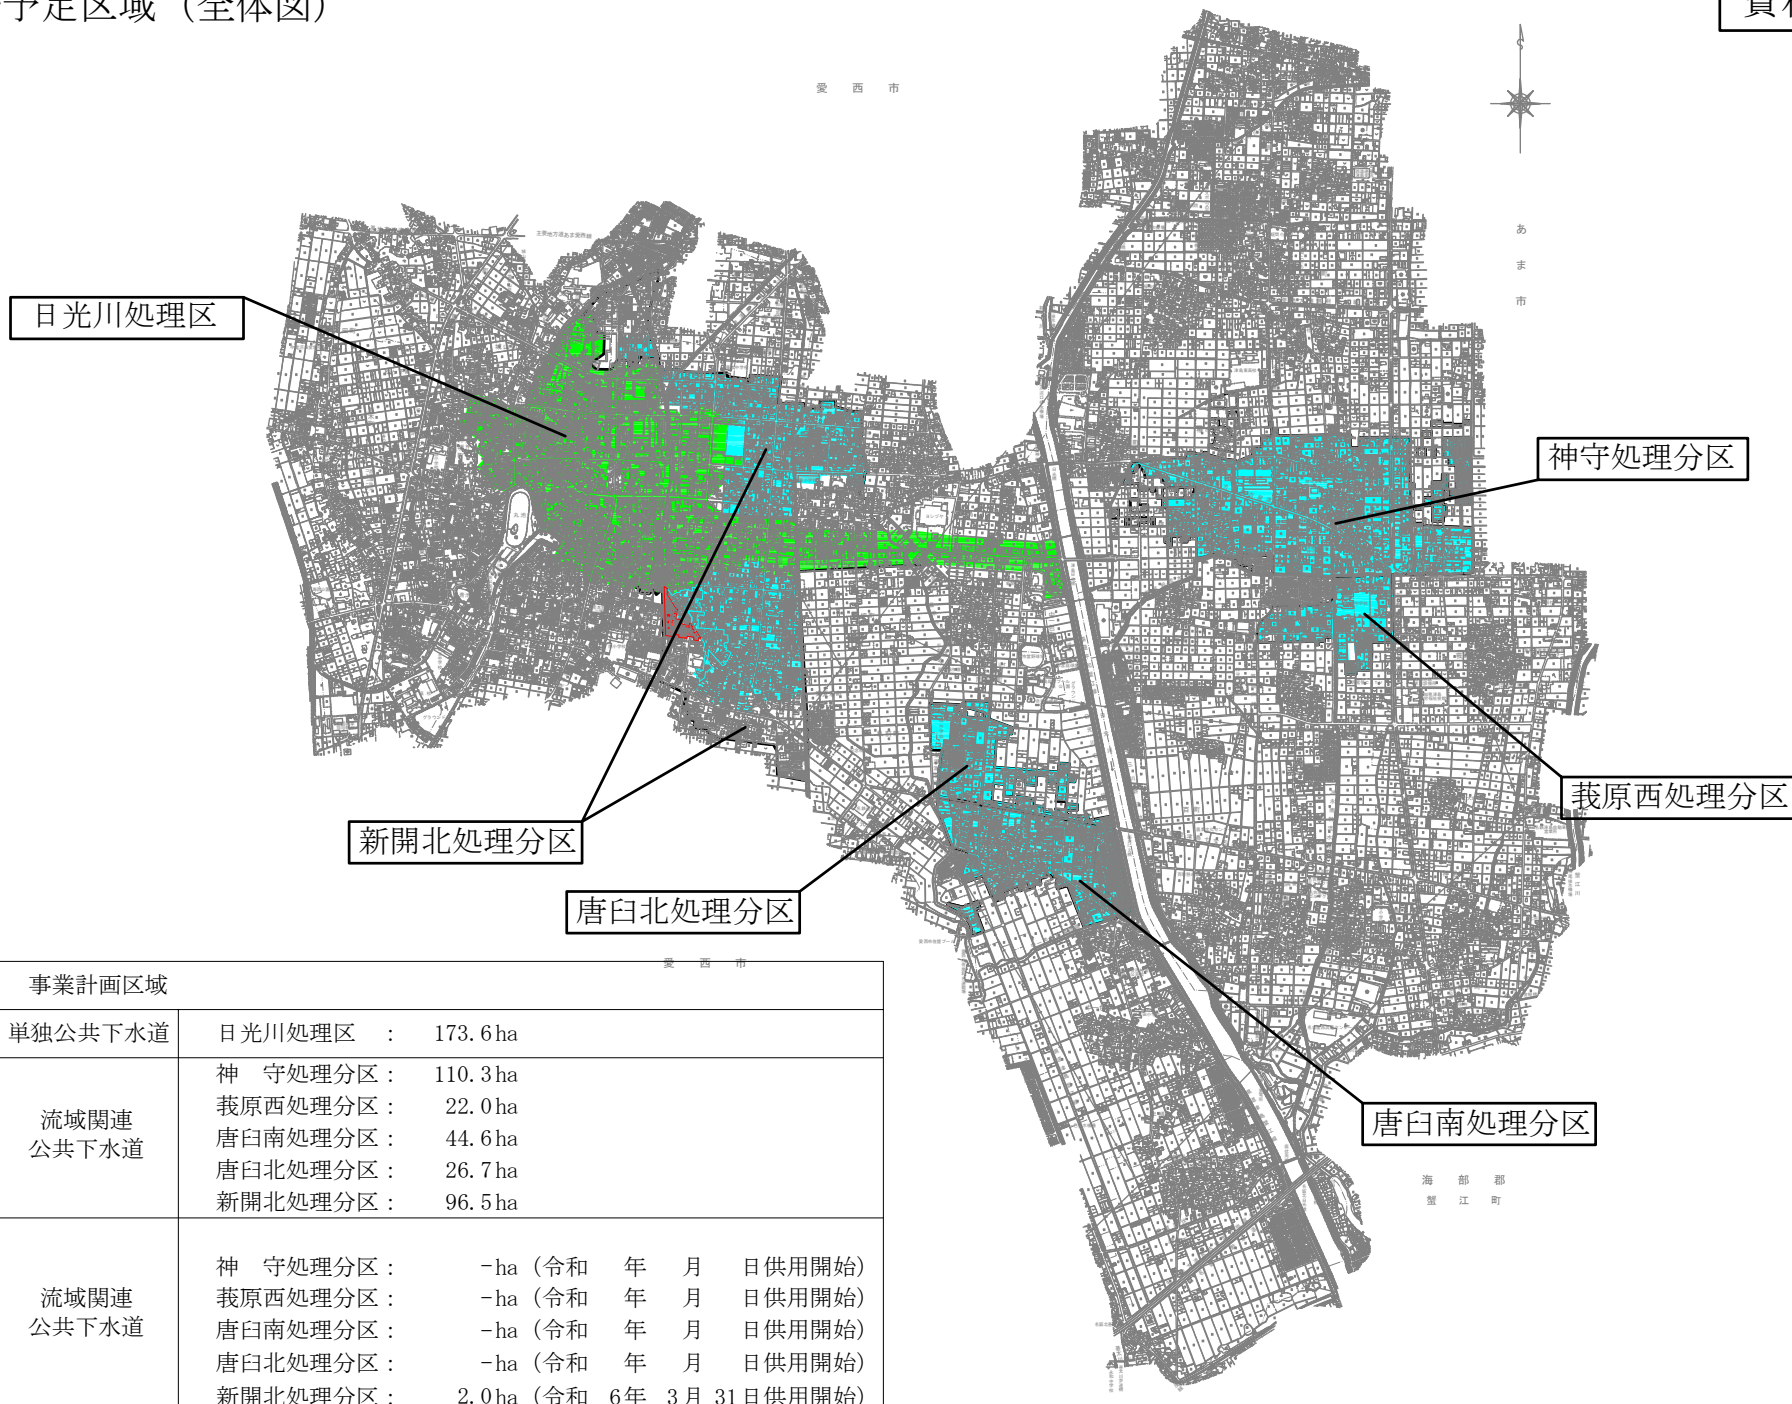 予定区域（全体図）
愛西市
あま市
日光川処理区
神守処理分区
莪原西処理分区
新開北処理分区
唐臼北処理分区
唐臼南処理分区
愛西市
海部郡
蟹江町
事業計画区域
単独公共下水道 日光川処理区 ： 173.6ha
流域関連
公共下水道
神 守処理分区： 110.3ha
莪原西処理分区： 22.0ha
唐臼南処理分区： 44.6ha
唐臼北処理分区： 26.7ha
新開北処理分区： 96.5ha
流域関連
公共下水道
神 守処理分区： -ha（令和 年 月 日供用開始）
莪原西処理分区： -ha（令和 年 月 日供用開始）
唐臼南処理分区： -ha（令和 年 月 日供用開始）
唐臼北処理分区： -ha（令和 年 月 日供用開始）
新開北処理分区： 2.0ha（令和 6年 3月 31日供用開始）